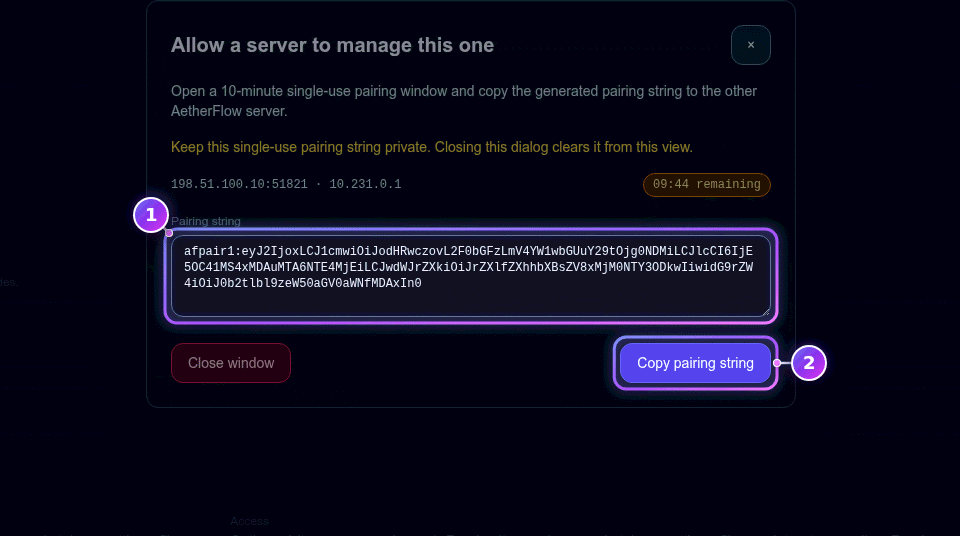 Allow a server to manage this one
×
Open a 10-minute single-use pairing window and copy the generated pairing string to the other
AetherFlow server.
Keep this single-use pairing string private. Closing this dialog clears it from this view.
198.51.100.10:51821 · 10.231.0.1
09:44 remaining
1
Pairing string
afpair1:eyJ2IjoxLCJ1cmwiOiJodHRwczovL2F0bGFzLmV4YW1wbGUuY29tOjg0NDMiLCJlcCI6IjE
5OC41MS4xMDAuMTA6NTE4MjEiLCJwdWJrZXkiOiJrZXlfZXhhbXBsZV8xMjM0NTY3ODkwIiwidG9rZW
4iOiJ0b2tlbl9zeW50aGV0aWNfMDAxIn0
Close window
Copy pairing string
2
Access